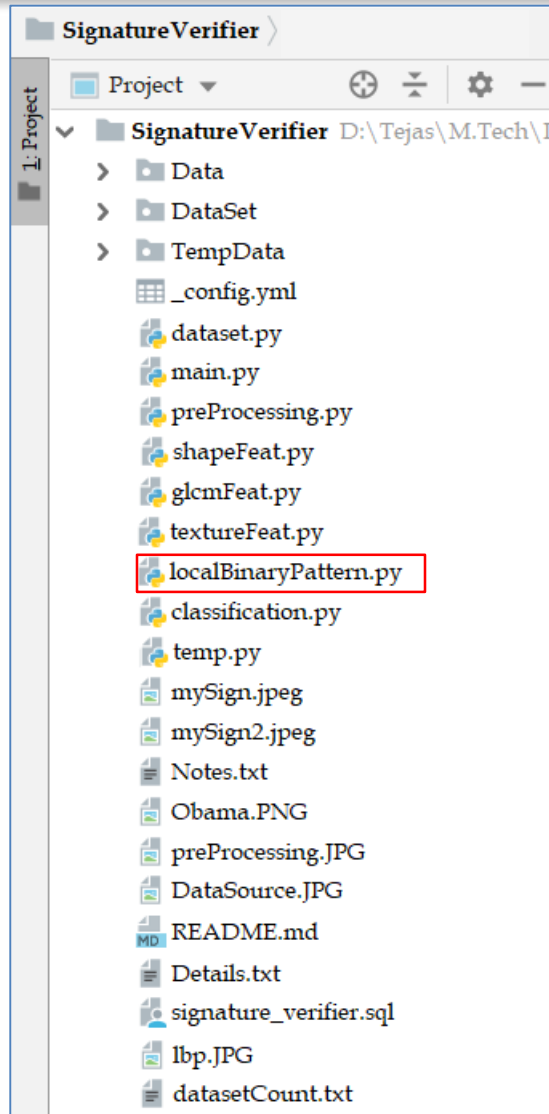 SignatureVerifier
Project
1: Project
SignatureVerifier D:\Tejas\M.Tech\
Data
DataSet
TempData
_config.yml
dataset.py
main.py
preProcessing.py
shapeFeat.py
glcmFeat.py
textureFeat.py
localBinaryPattern.py
classification.py
temp.py
mySign.jpeg
mySign2.jpeg
Notes.txt
Obama.PNG
preProcessing.JPG
DataSource.JPG
MD README.md
Details.txt
signature_verifier.sql
lbp.JPG
datasetCount.txt